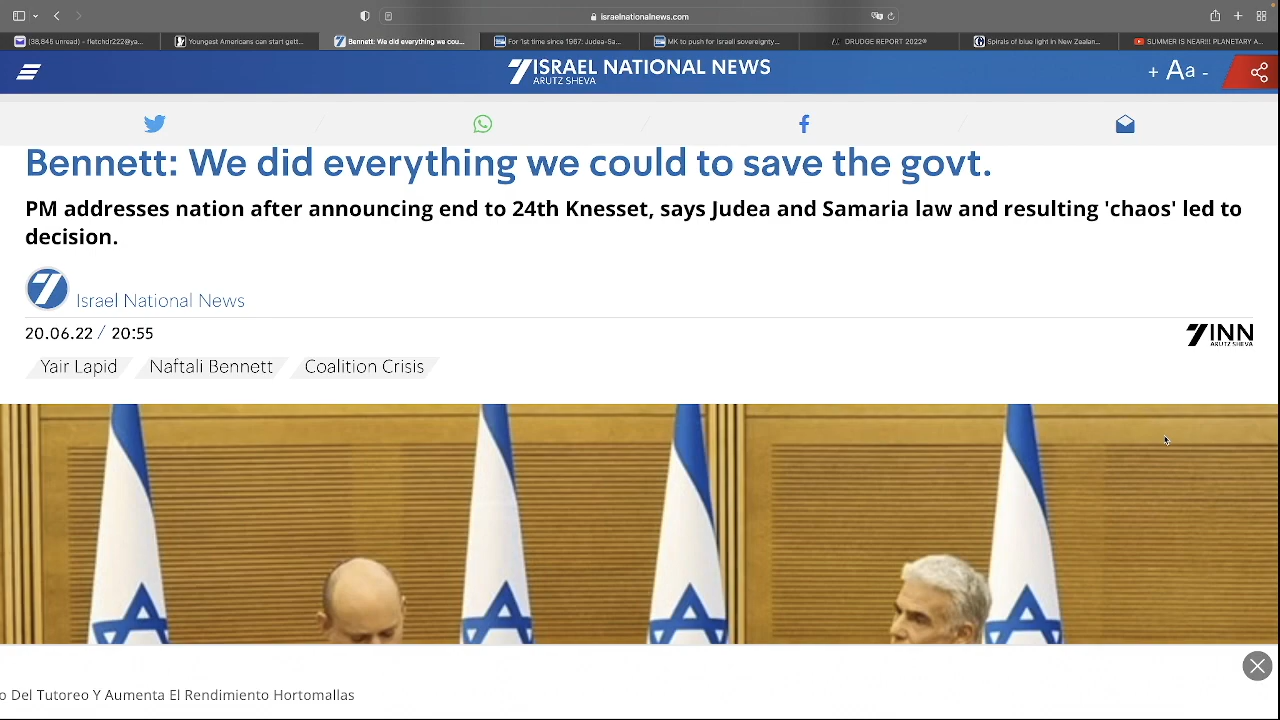 israelnationalnews.com
(38,845 unread) - fletchdr222@ya...
Youngest Americans can start gett...
Bennett: We did everything we cou...
For 1st time since 1967: Judea-Sa...
MK to push for Israeli sovereignty...
DRUDGE REPORT 2022®
Spirals of blue light in New Zealan...
SUMMER IS NEAR!!! PLANETARY A...
7 ISRAEL NATIONAL NEWS
ARUTZ SHEVA
+ Aa -
Bennett: We did everything we could to save the govt.
PM addresses nation after announcing end to 24th Knesset, says Judea and Samaria law and resulting 'chaos' led to
decision.
7 Israel National News
20.06.22 / 20:55
7INN
ARUTZ SHEVA
Yair Lapid
Naftali Bennett
Coalition Crisis
o Del Tutoreo Y Aumenta El Rendimiento Hortomallas